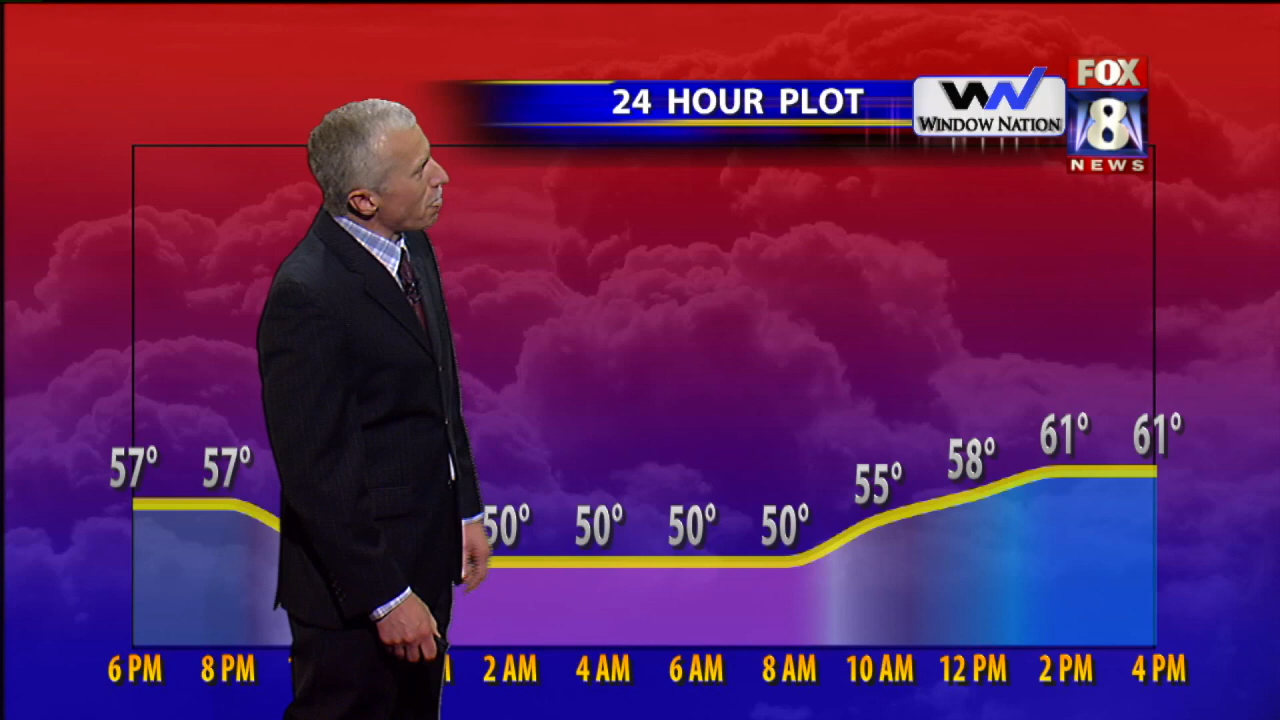 24 HOUR PLOT
WN
WINDOW NATION
FOX
8
NEWS
57° 57° 50° 50° 50° 50° 55° 58° 61° 61°
6 PM 8 PM 2 AM 4 AM 6 AM 8 AM 10 AM 12 PM 2 PM 4 PM